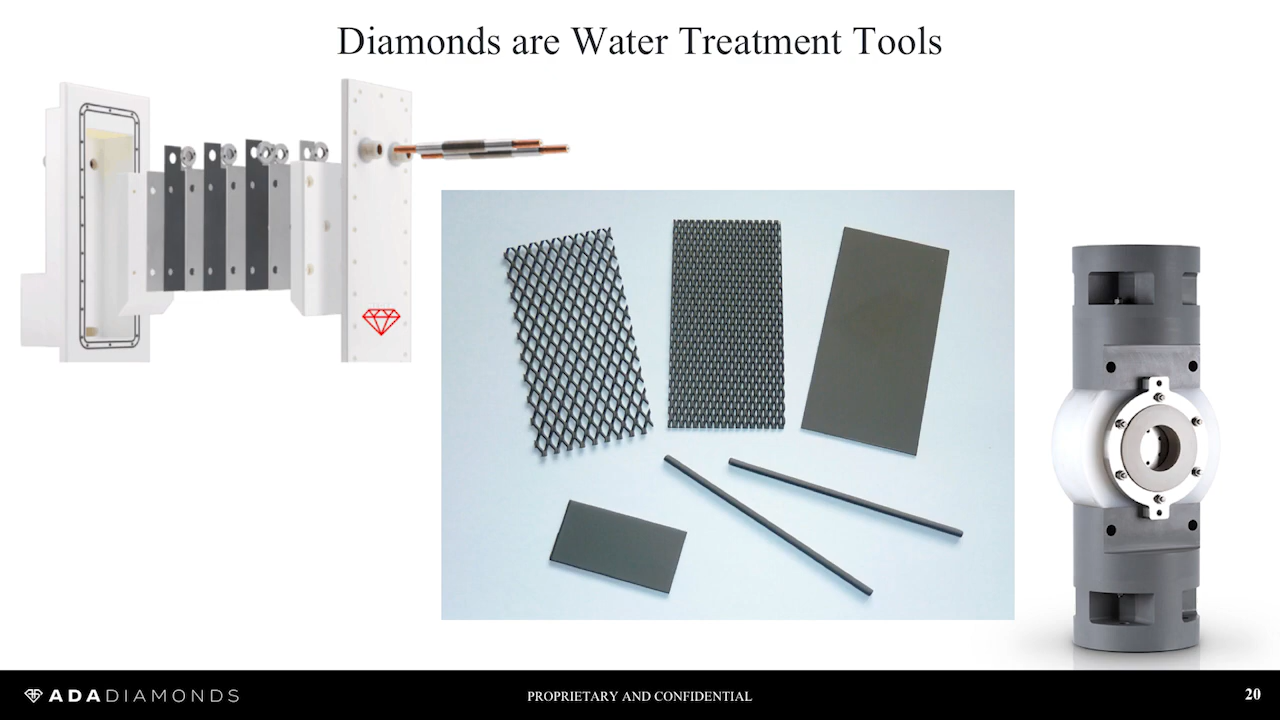 Diamonds are Water Treatment Tools
ADADIAMONDS
PROPRIETARY AND CONFIDENTIAL
20